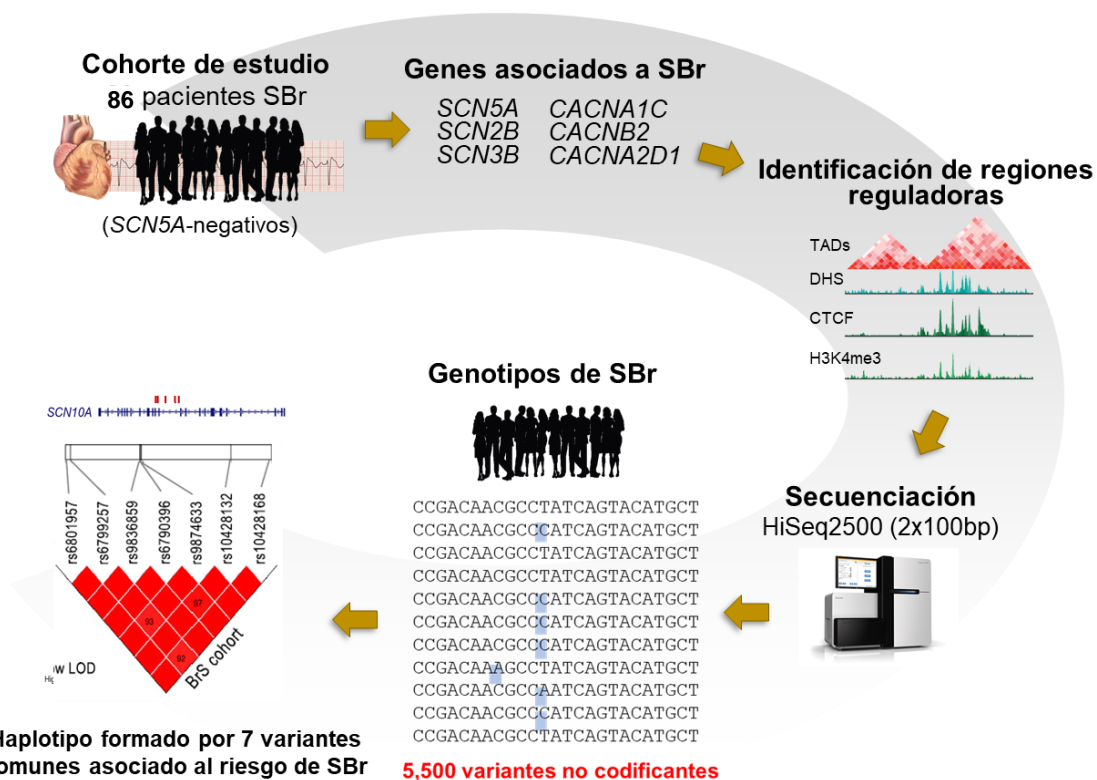 Cohorte de estudio
86 pacientes SBr
(SCN5A-negativos)
Genes asociados a SBr
SCN5A CACNA1C
SCN2B CACNB2
SCN3B CACNA2D1
Identificación de regiones
reguladoras
TADs
DHS
CTCF
H3K4me3
Secuenciación
HiSeq2500 (2x100bp)
Genotipos de SBr
CCGACAACGCCTATCAGTACATGCT
CCGACAACGCCCATCAGTACATGCT
CCGACAACGCCTATCAGTACATGCT
CCGACAACGCCTATCAGTACATGCT
CCGACAACGCCCATCAGTACATGCT
CCGACAACGCCCATCAGTACATGCT
CCGACAACGCCCATCAGTACATGCT
CCGACAAAGCCTATCAGTACATGCT
CCGACAACGCCAATCAGTACATGCT
CCGACAACGCCCATCAGTACATGCT
CCGACAACGCCTATCAGTACATGCT
5,500 variantes no codificantes
SCN10A
rs6801957
rs6799257
rs9836859
rs6790396
rs9874633
rs10428132
rs10428168
97
93
92
w LOD
Hig
BrS cohort
Haplotipo formado por 7 variantes
omunes asociado al riesgo de SBr